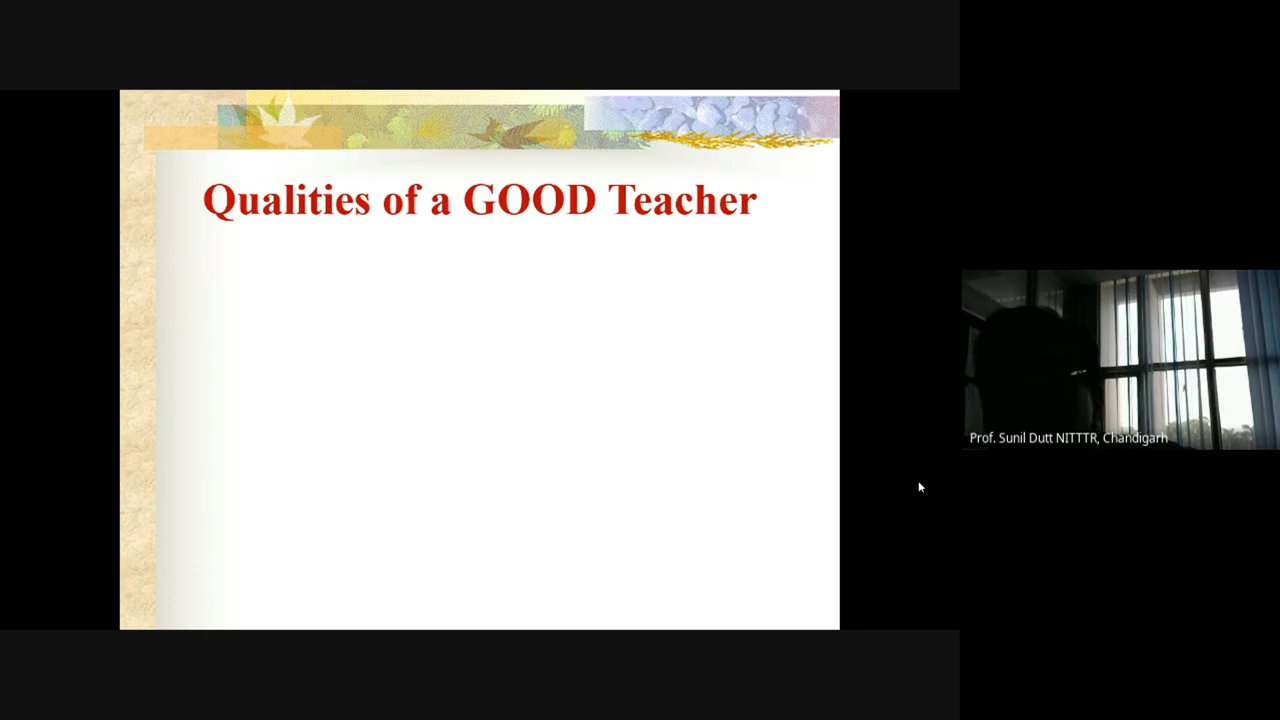 Qualities of a GOOD Teacher
Prof. Sunil Dutt NITTTR, Chandigarh